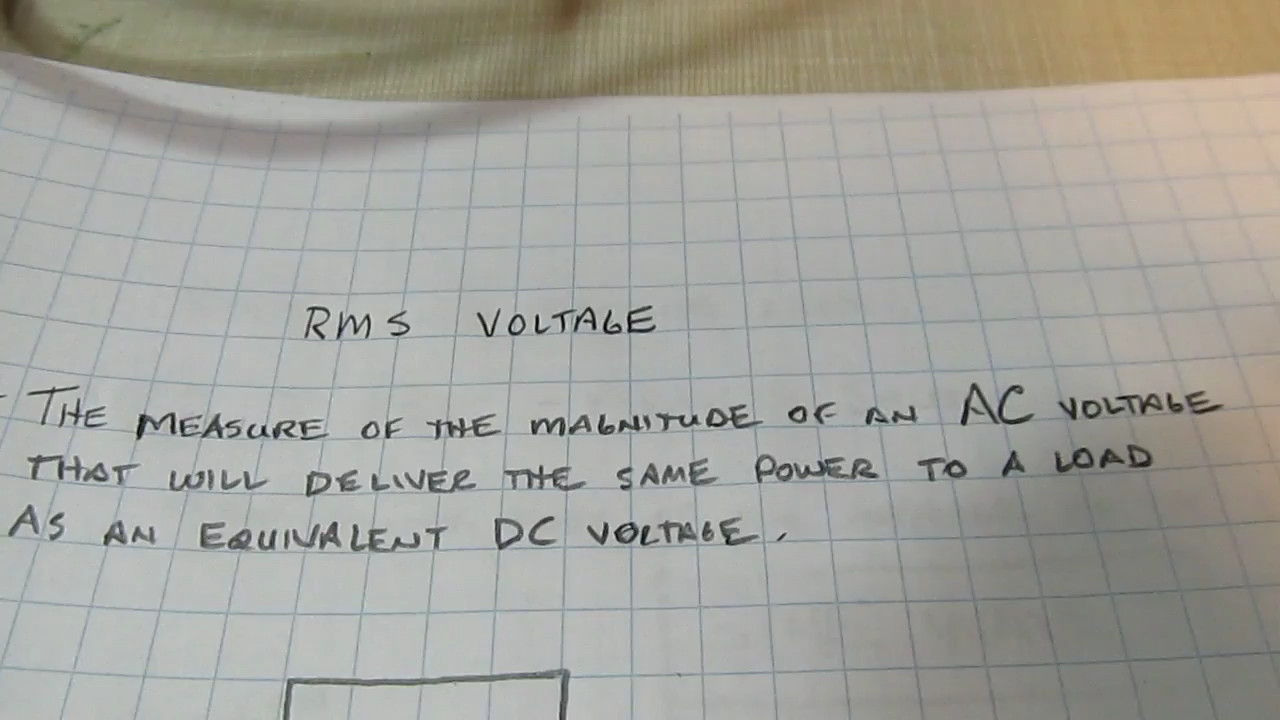 RMS VOLTAGE
- THE MEASURE OF THE MAGNITUDE OF AN AC VOLTAGE
THAT WILL DELIVER THE SAME POWER TO A LOAD
AS AN EQUIVALENT DC VOLTAGE.